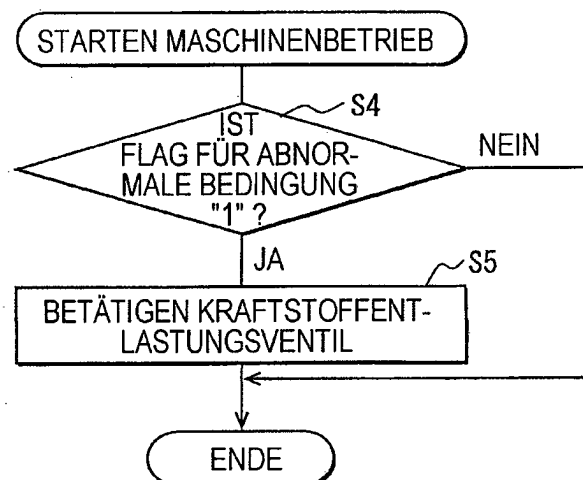 STARTEN MASCHINENBETRIEB
S4
IST
FLAG FÜR ABNOR-
MALE BEDINGUNG
"1" ?
NEIN
JA
S5
BETÄTIGEN KRAFTSTOFFENT-
LASTUNGSVENTIL
ENDE